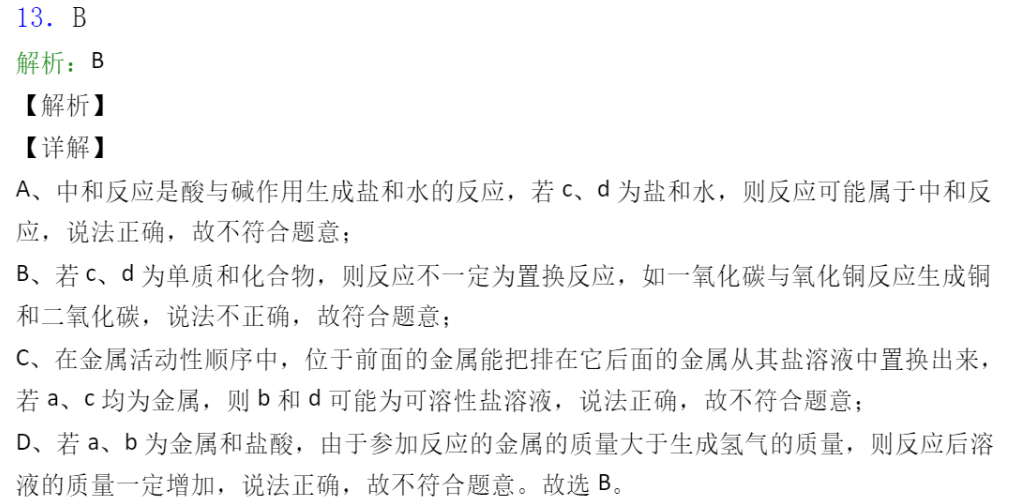 13. B
解析：B
【解析】
【详解】
A、中和反应是酸与碱作用生成盐和水的反应，若 c、d 为盐和水，则反应可能属于中和反
应，说法正确，故不符合题意；
B、若 c、d 为单质和化合物，则反应不一定为置换反应，如一氧化碳与氧化铜反应生成铜
和二氧化碳，说法不正确，故符合题意；
C、在金属活动性顺序中，位于前面的金属能把排在它后面的金属从其盐溶液中置换出来，
若 a、c 均为金属，则 b 和 d 可能为可溶性盐溶液，说法正确，故不符合题意；
D、若 a、b 为金属和盐酸，由于参加反应的金属的质量大于生成氢气的质量，则反应后溶
液的质量一定增加，说法正确，故不符合题意。故选 B。